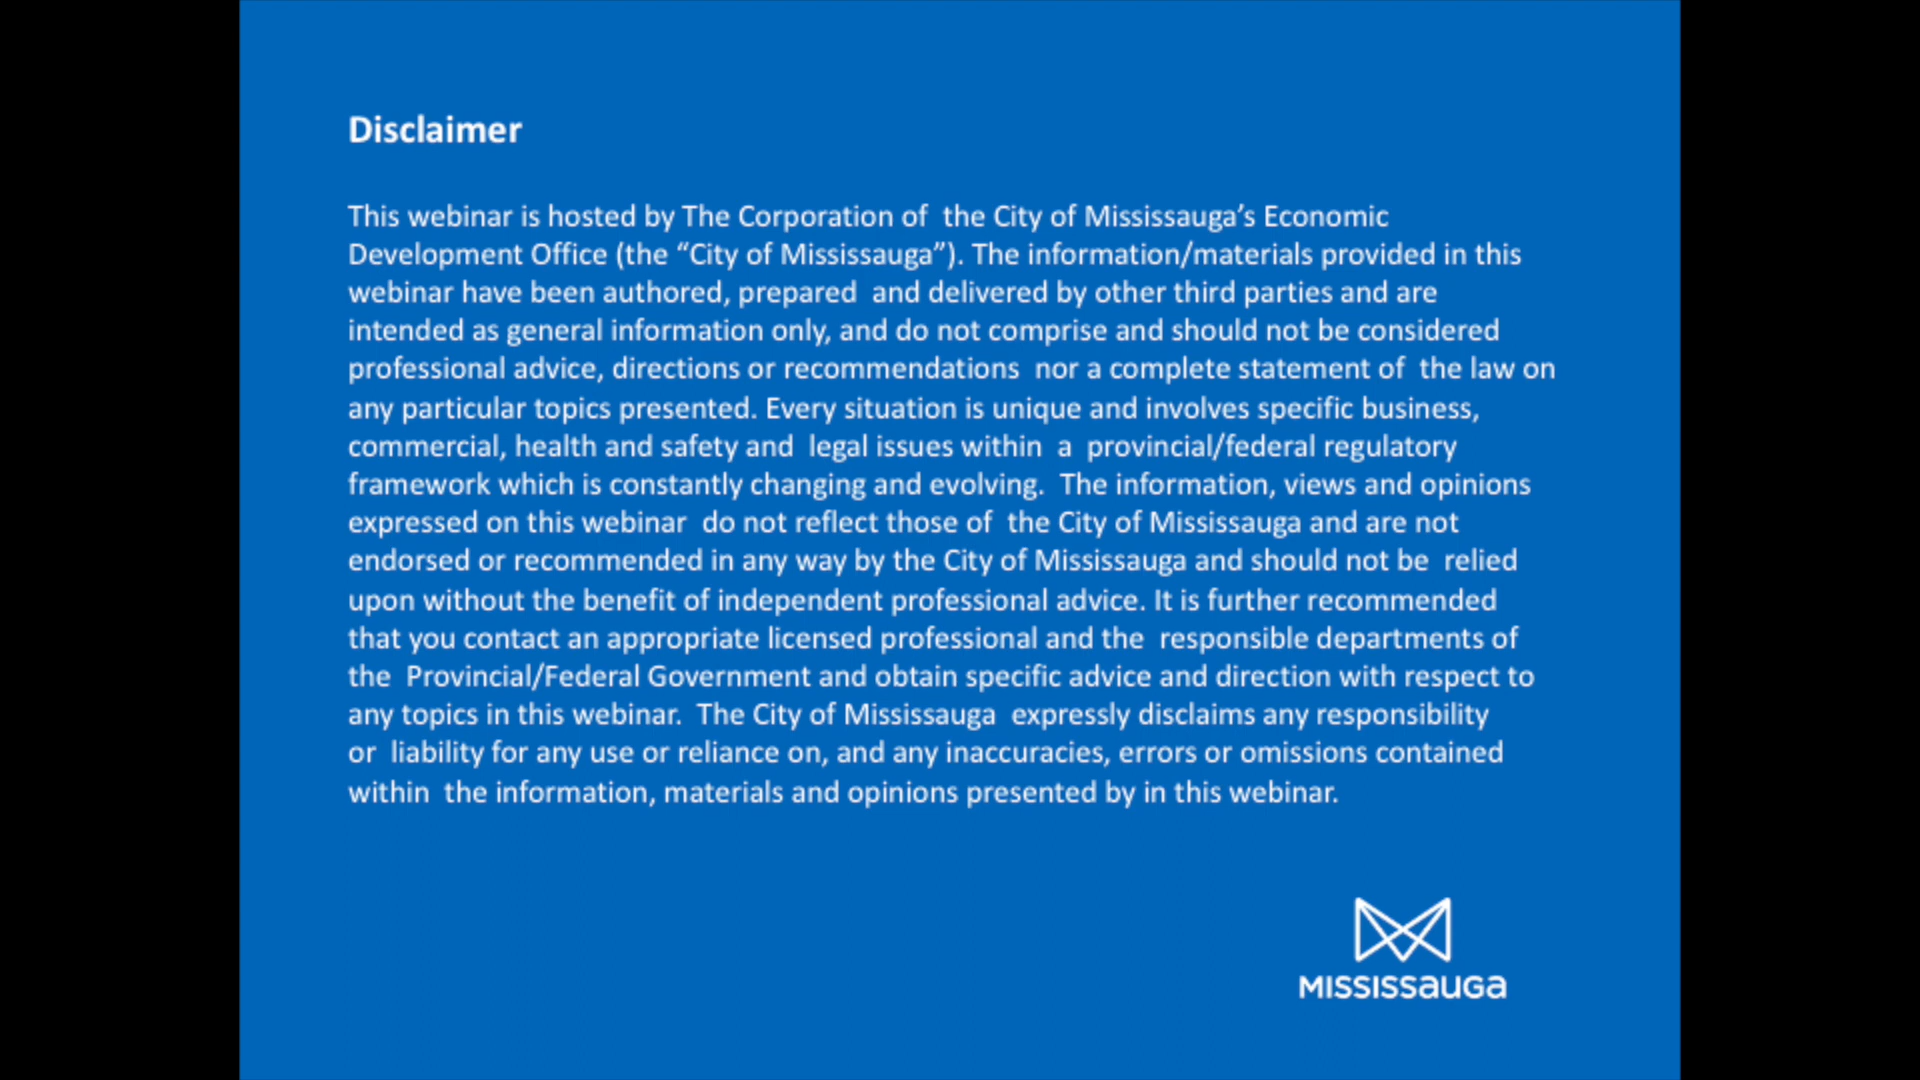 Disclaimer
This webinar is hosted by The Corporation of  the City of Mississauga’s Economic
Development Office (the “City of Mississauga”). The information/materials provided in this
webinar have been authored, prepared  and delivered by other third parties and are
intended as general information only, and do not comprise and should not be considered
professional advice, directions or recommendations  nor a complete statement of  the law on
any particular topics presented. Every situation is unique and involves specific business,
commercial, health and safety and  legal issues within  a  provincial/federal regulatory
framework which is constantly changing and evolving.  The information, views and opinions
expressed on this webinar  do not reflect those of  the City of Mississauga and are not
endorsed or recommended in any way by the City of Mississauga and should not be  relied
upon without the benefit of independent professional advice. It is further recommended
that you contact an appropriate licensed professional and the  responsible departments of
the  Provincial/Federal Government and obtain specific advice and direction with respect to
any topics in this webinar.  The City of Mississauga  expressly disclaims any responsibility
or  liability for any use or reliance on, and any inaccuracies, errors or omissions contained
within  the information, materials and opinions presented by in this webinar.
MISSISSauGa